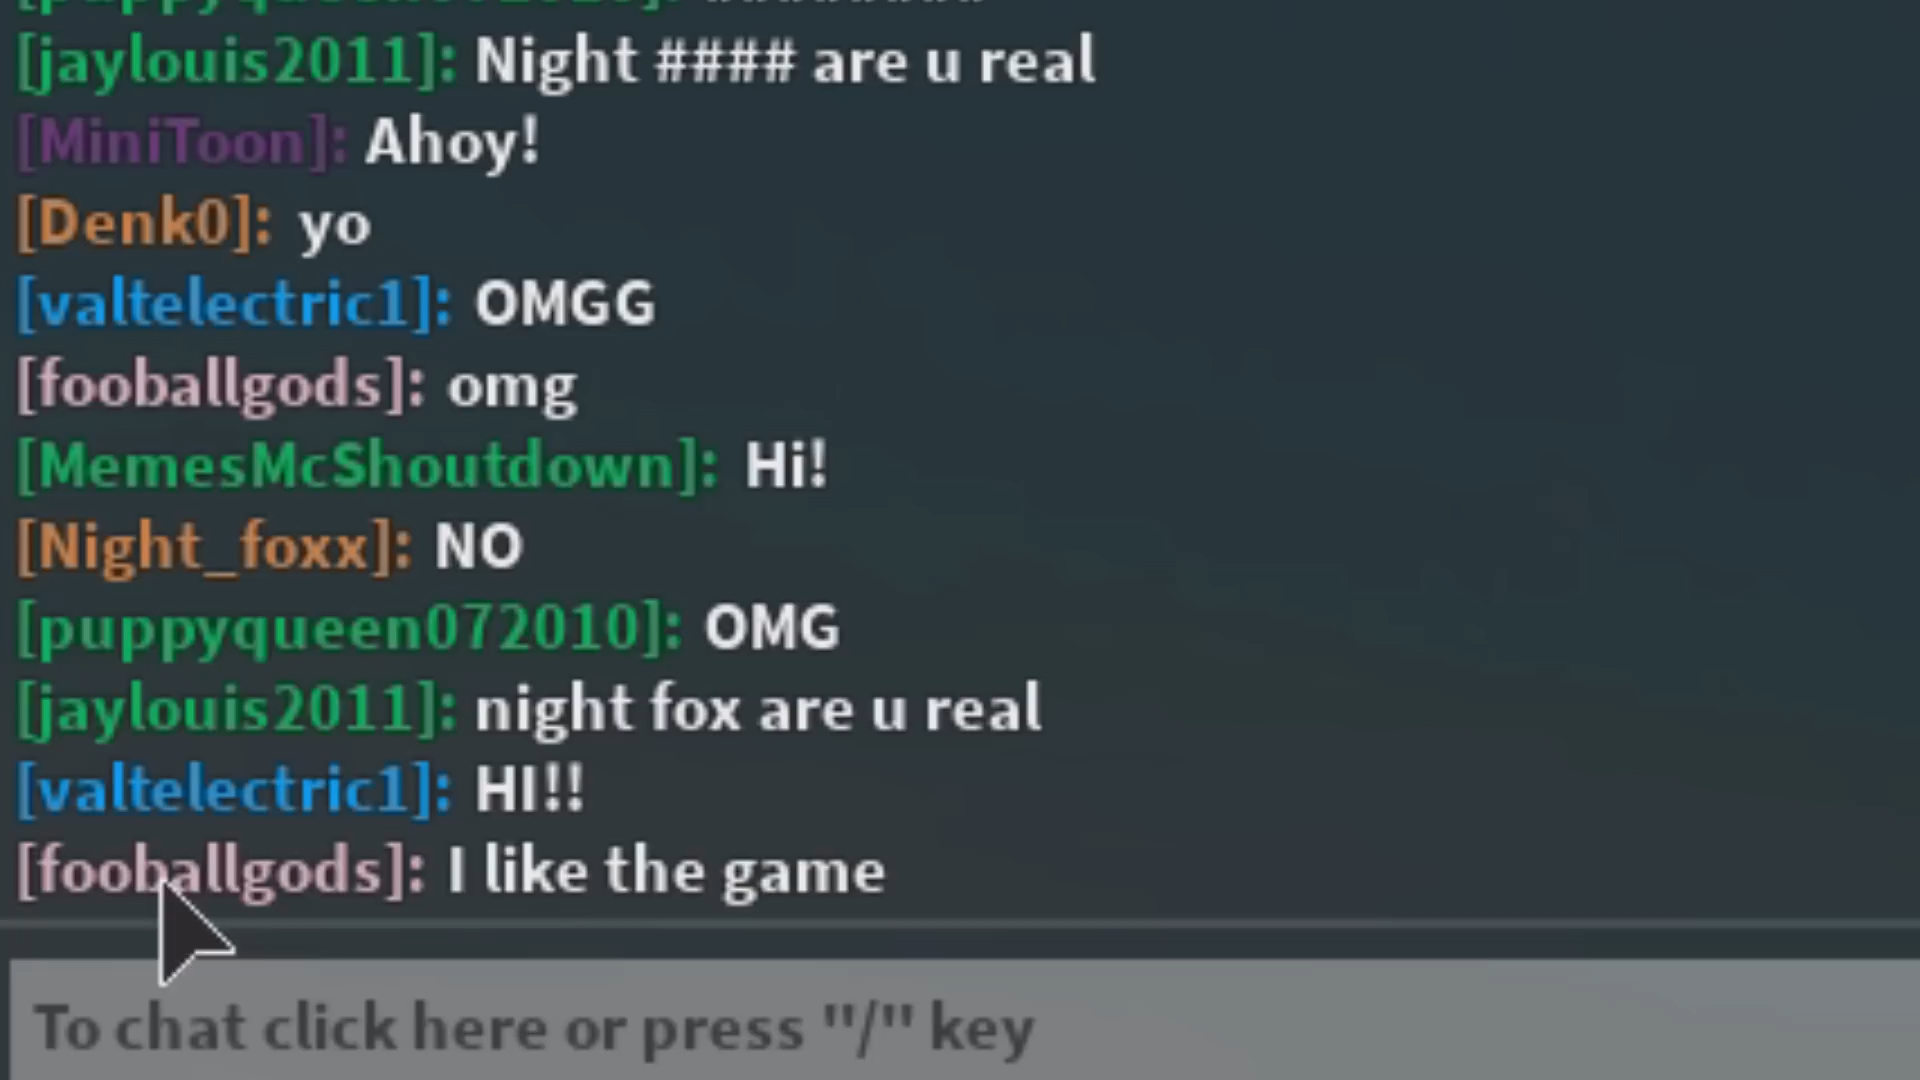 [jaylouis2011]: Night #### are u real
[MiniToon]: Ahoy!
[Denk0]: yo
[valtelectric1]: OMGG
[fooballgods]: omg
[MemesMcShoutdown]: Hi!
[Night_foxx]: NO
[puppyqueen072010]: OMG
[jaylouis2011]: night fox are u real
[valtelectric1]: HI!!
[fooballgods]: I like the game
To chat click here or press "/" key